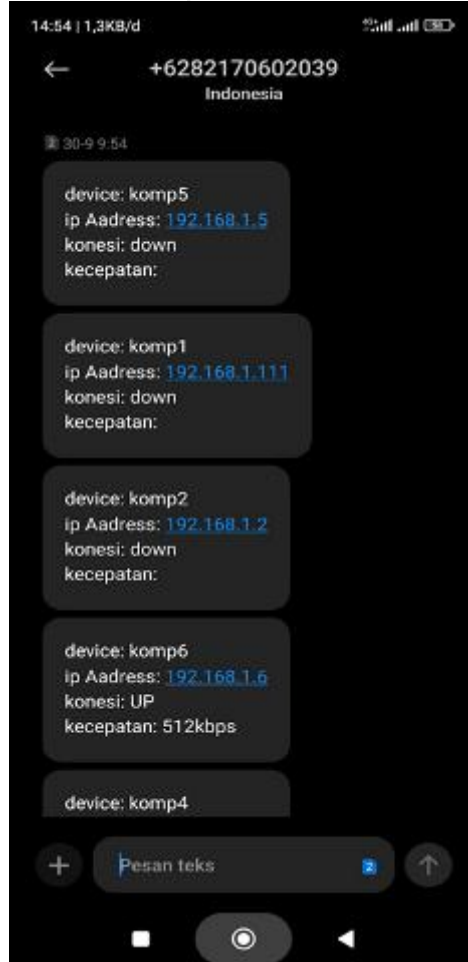 14:54 | 1,3KB/d
+6282170602039
Indonesia
2 30-9 9:54
device: komp5
ip Aadress: 192.168.1.5
konesi: down
kecepatan:
device: komp1
ip Aadress: 192.168.1.111
konesi: down
kecepatan:
device: komp2
ip Aadress: 192.168.1.2
konesi: down
kecepatan:
device: komp6
ip Aadress: 192.168.1.6
konesi: UP
kecepatan: 512kbps
device: komp4
Pesan teks
2